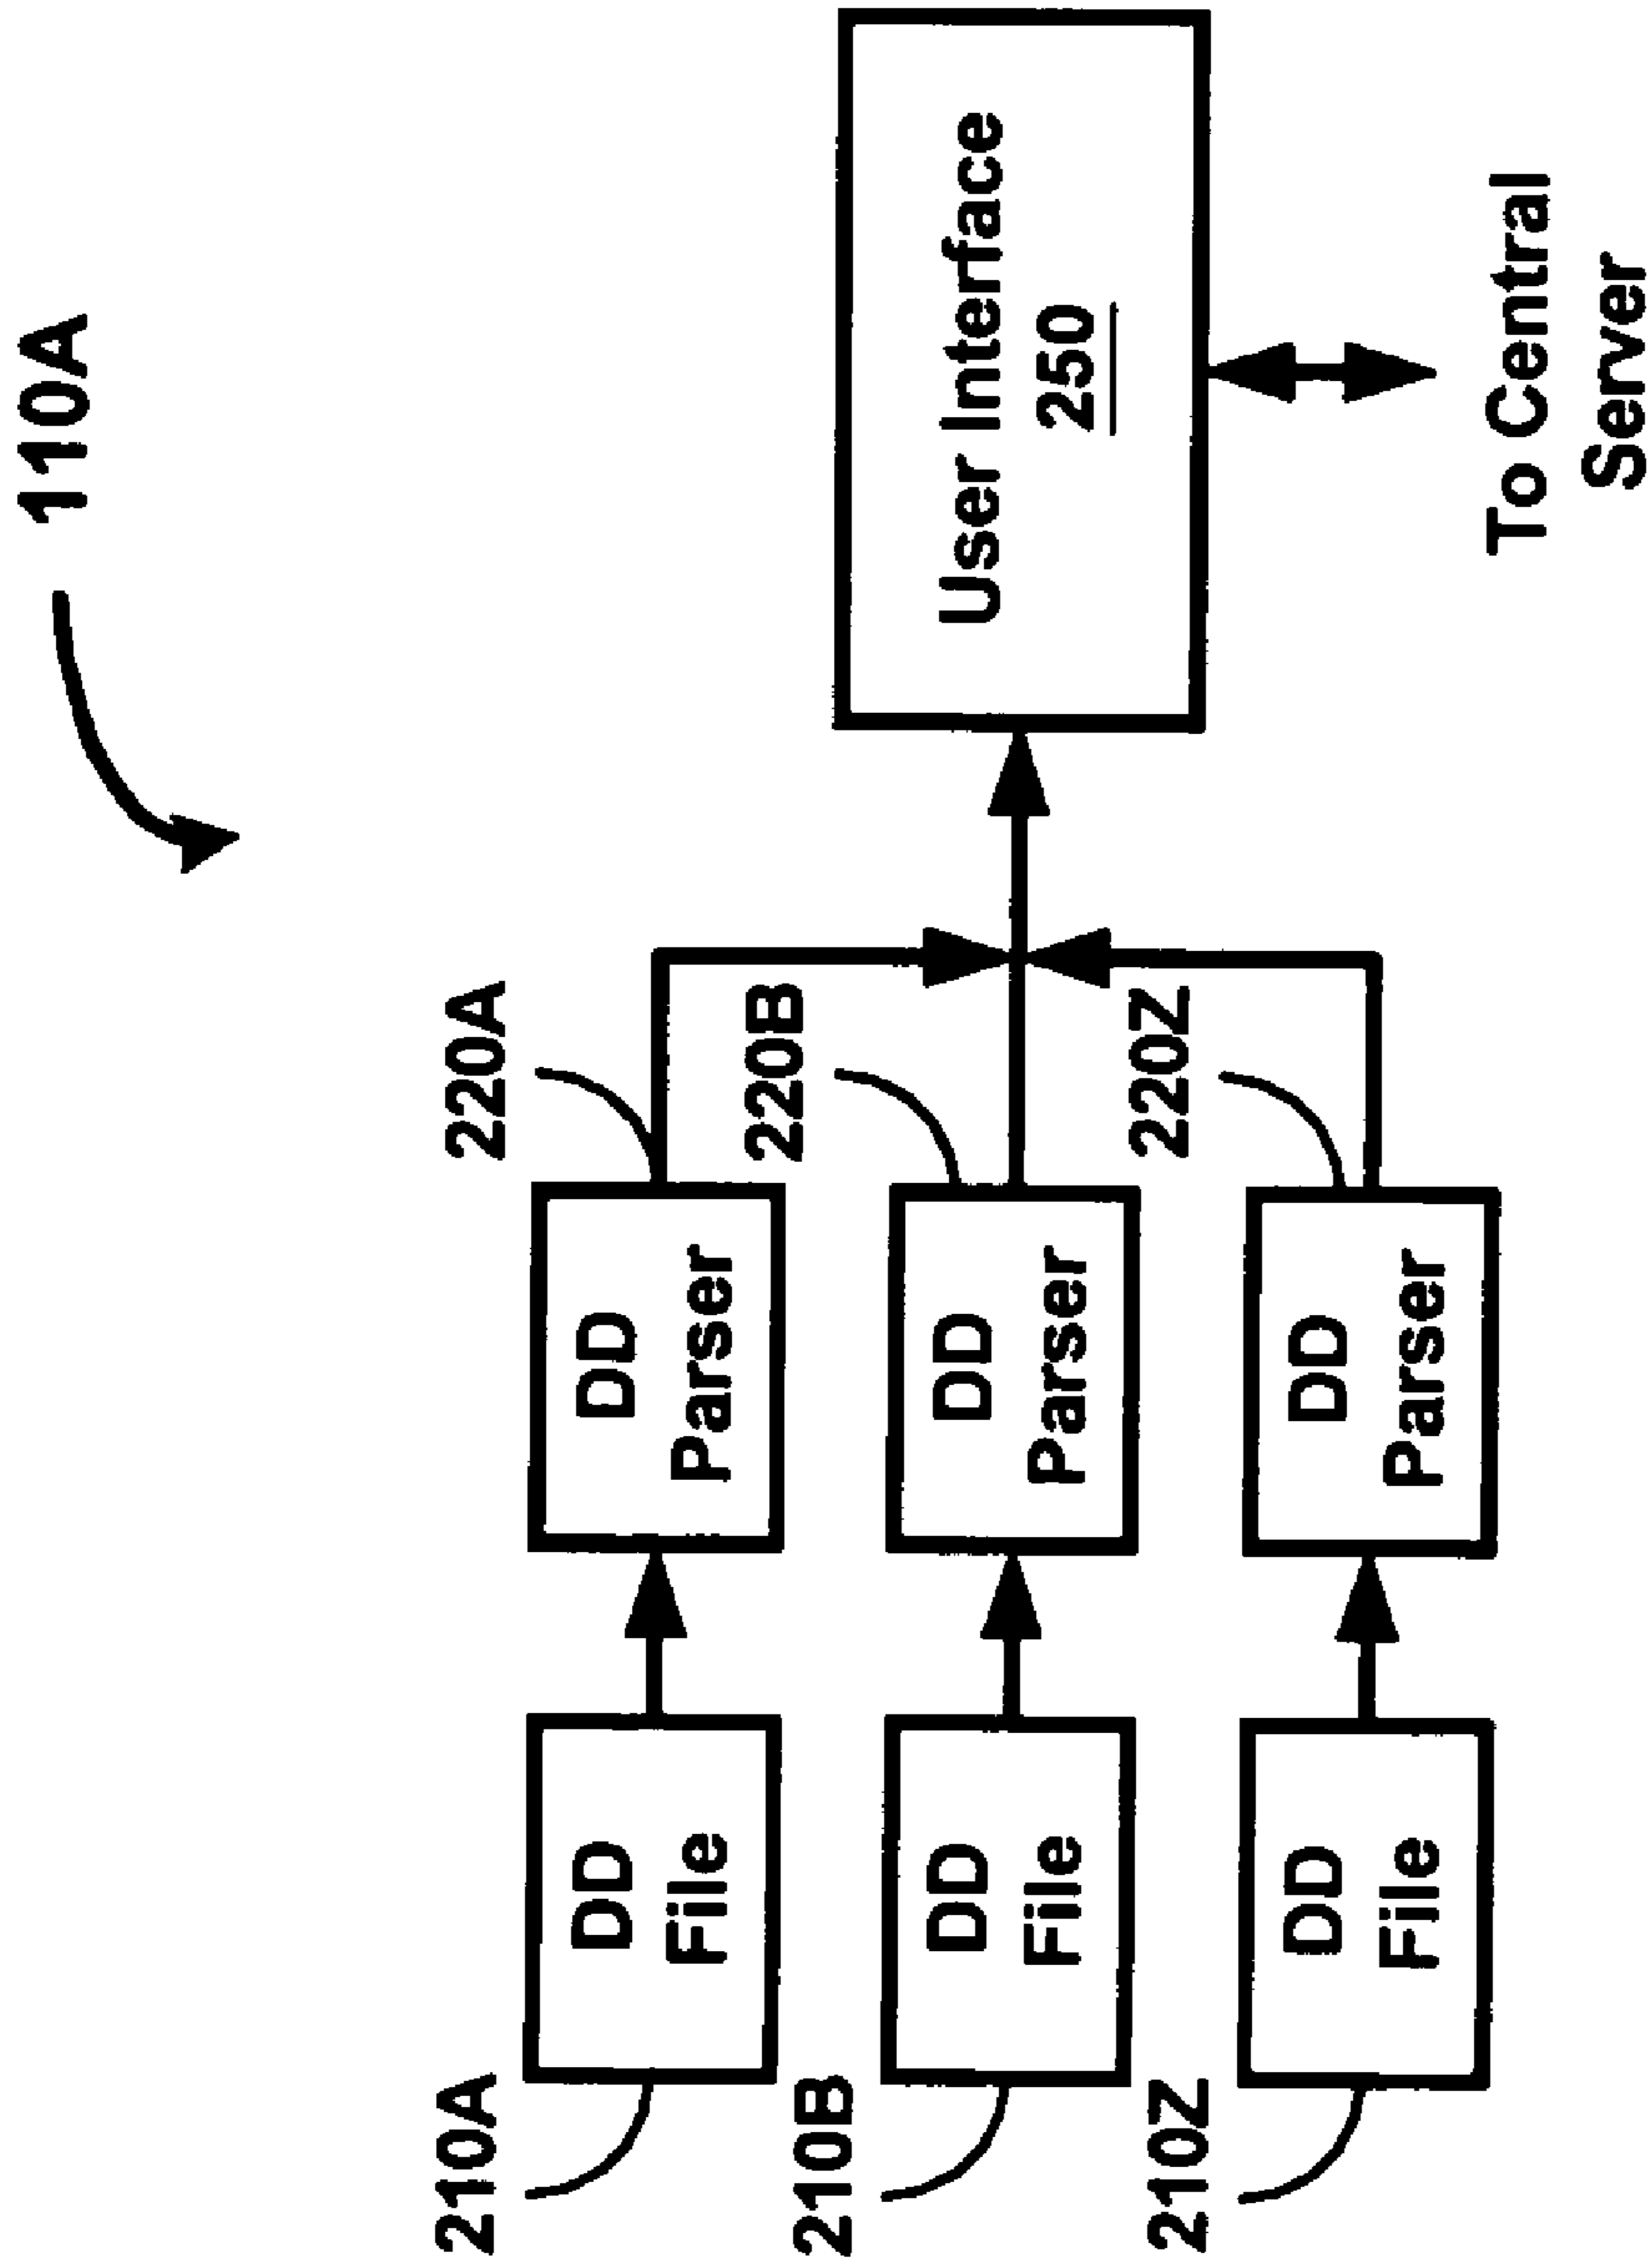 110A
210A
DD
File
220A
DD
Parser
210B
DD
File
220B
DD
Parser
210Z
DD
File
220Z
DD
Parser
User Interface
250
To Central
Server